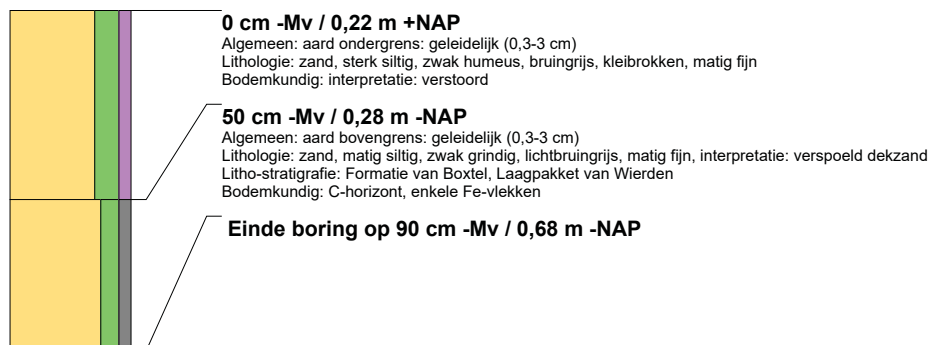 0 cm -Mv / 0,22 m +NAP
Algemeen: aard ondergrens: geleidelijk (0,3-3 cm)
Lithologie: zand, sterk siltig, zwak humeus, bruingrijs, kleibrokken, matig fijn
Bodemkundig: interpretatie: verstoord
50 cm -Mv / 0,28 m -NAP
Algemeen: aard bovengrens: geleidelijk (0,3-3 cm)
Lithologie: zand, matig siltig, zwak grindig, lichtbruingrijs, matig fijn, interpretatie: verspoeld dekzand
Litho-stratigrafie: Formatie van Boxtel, Laagpakket van Wierden
Bodemkundig: C-horizont, enkele Fe-vlekken
Einde boring op 90 cm -Mv / 0,68 m -NAP